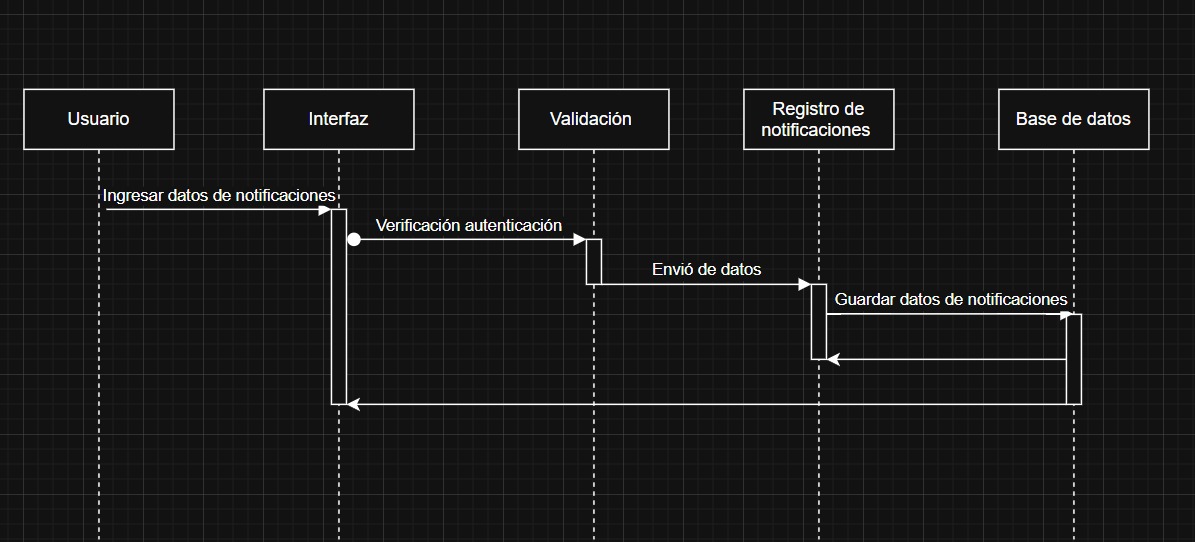 Usuario
Interfaz
Validación
Registro de
notificaciones
Base de datos
Ingresar datos de notificaciones
Verificación autenticación
Envió de datos
Guardar datos de notificaciones